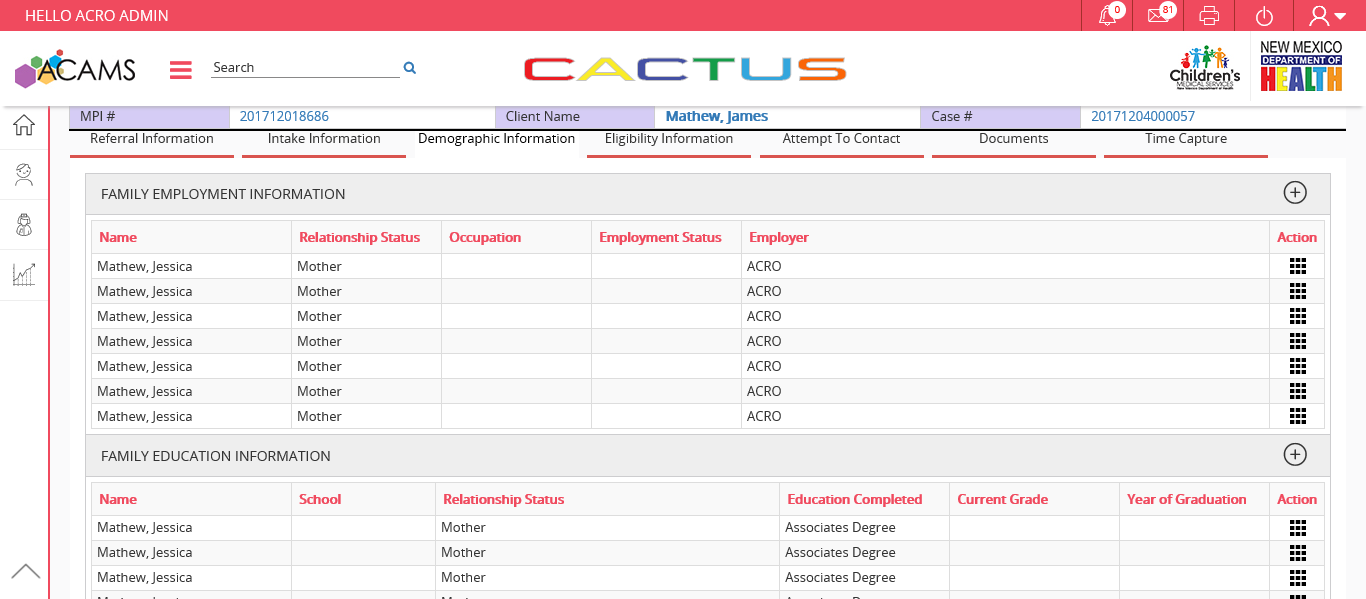 HELLO ACRO ADMIN 0 81
ACAMS Search CACTUS Children's MEDICAL SERVICES New Mexico Department of Health NEW MEXICO DEPARTMENT OF HEALTH
MPI # 201712018686 Client Name Mathew, James Case # 20171204000057
Referral Information Intake Information Demographic Information Eligibility Information Attempt To Contact Documents Time Capture
FAMILY EMPLOYMENT INFORMATION
Name Relationship Status Occupation Employment Status Employer Action
Mathew, Jessica Mother ACRO
Mathew, Jessica Mother ACRO
Mathew, Jessica Mother ACRO
Mathew, Jessica Mother ACRO
Mathew, Jessica Mother ACRO
Mathew, Jessica Mother ACRO
Mathew, Jessica Mother ACRO
FAMILY EDUCATION INFORMATION
Name School Relationship Status Education Completed Current Grade Year of Graduation Action
Mathew, Jessica Mother Associates Degree
Mathew, Jessica Mother Associates Degree
Mathew, Jessica Mother Associates Degree